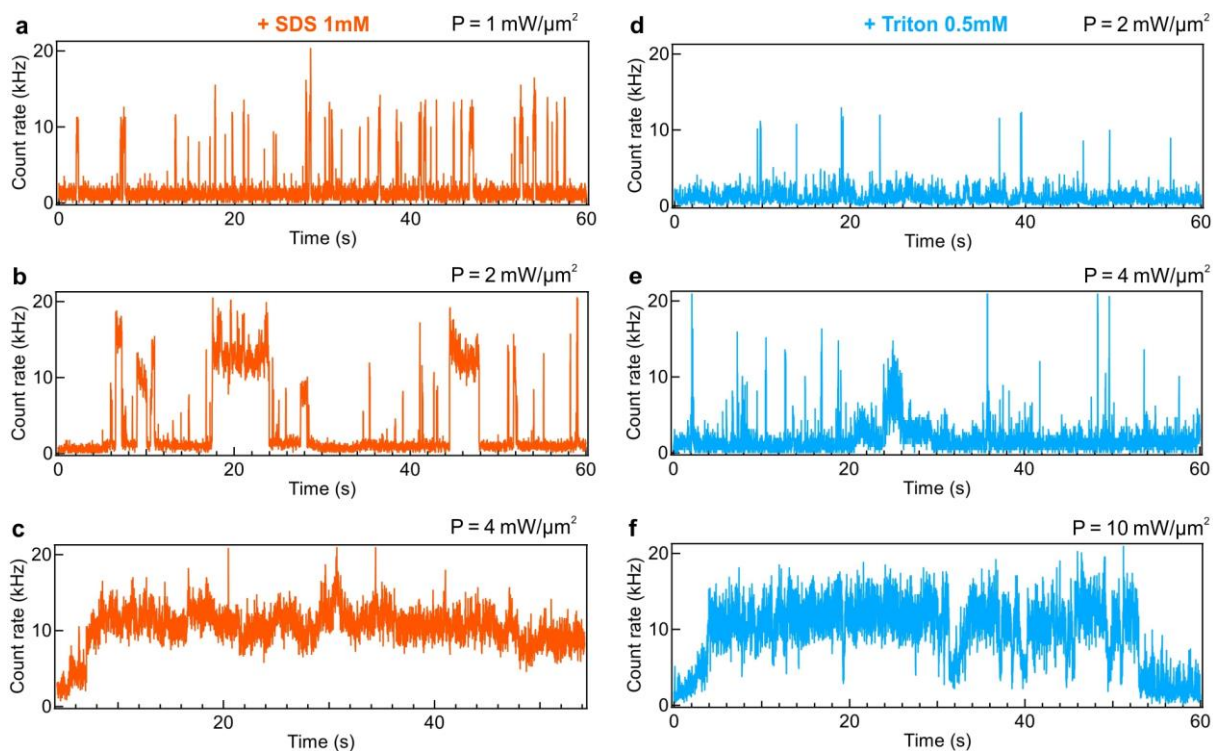 a + SDS 1mM P = 1 mW/µm²
Count rate (kHz)
20
10
0
0 20 40 60
Time (s)
b P = 2 mW/µm²
Count rate (kHz)
20
10
0
0 20 40 60
Time (s)
c P = 4 mW/µm²
Count rate (kHz)
20
10
0
20 40
Time (s)
d + Triton 0.5mM P = 2 mW/µm²
Count rate (kHz)
20
10
0
0 20 40 60
Time (s)
e P = 4 mW/µm²
Count rate (kHz)
20
10
0
0 20 40 60
Time (s)
f P = 10 mW/µm²
Count rate (kHz)
20
10
0
0 20 40 60
Time (s)